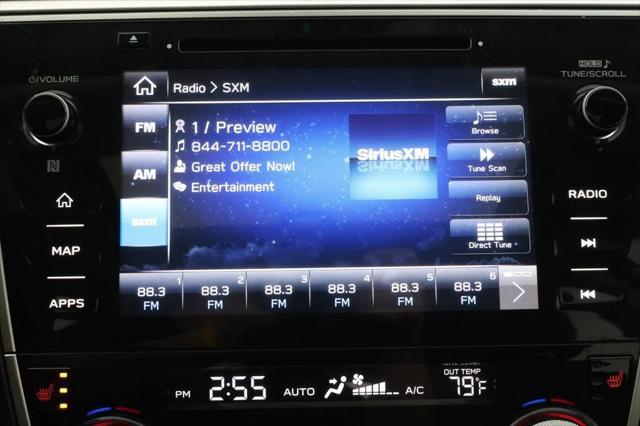 VOLUME
HOLD
TUNE/SCROLL
Radio > SXM
sxm
FM
AM
sxm
1 / Preview
844-711-8800
Great Offer Now!
Entertainment
SiriusXM
Browse
Tune Scan
Replay
Direct Tune
1
88.3
FM
2
88.3
FM
3
88.3
FM
4
88.3
FM
5
88.3
FM
6
88.3
FM
MAP
APPS
RADIO
PM 2:55 AUTO A/C
OUT TEMP
79°F